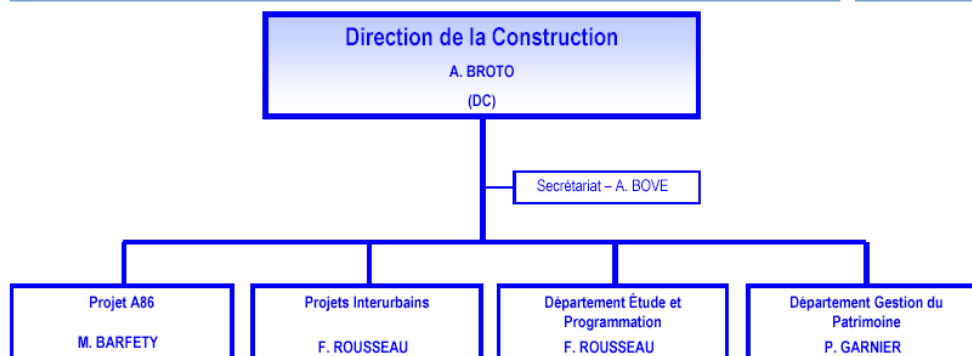 Direction de la Construction
A. BROTO
(DC)
Secrétariat – A. BOVE
Projet A86
M. BARFETY
Projets Interurbains
F. ROUSSEAU
Département Étude et
Programmation
F. ROUSSEAU
Département Gestion du
Patrimoine
P. GARNIER